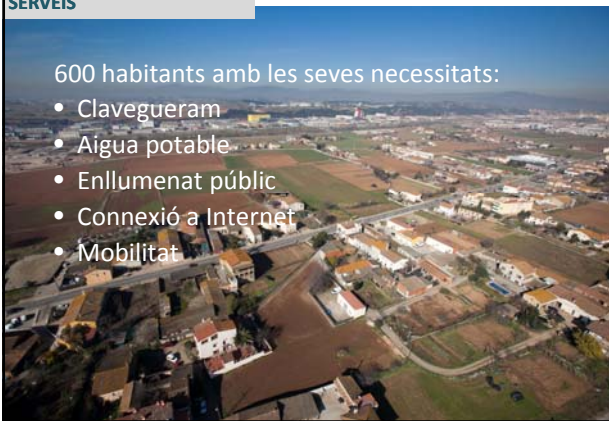 SERVEIS
600 habitants amb les seves necessitats:
• Clavegueram
• Aigua potable
• Enllumenat públic
• Connexió a Internet
• Mobilitat